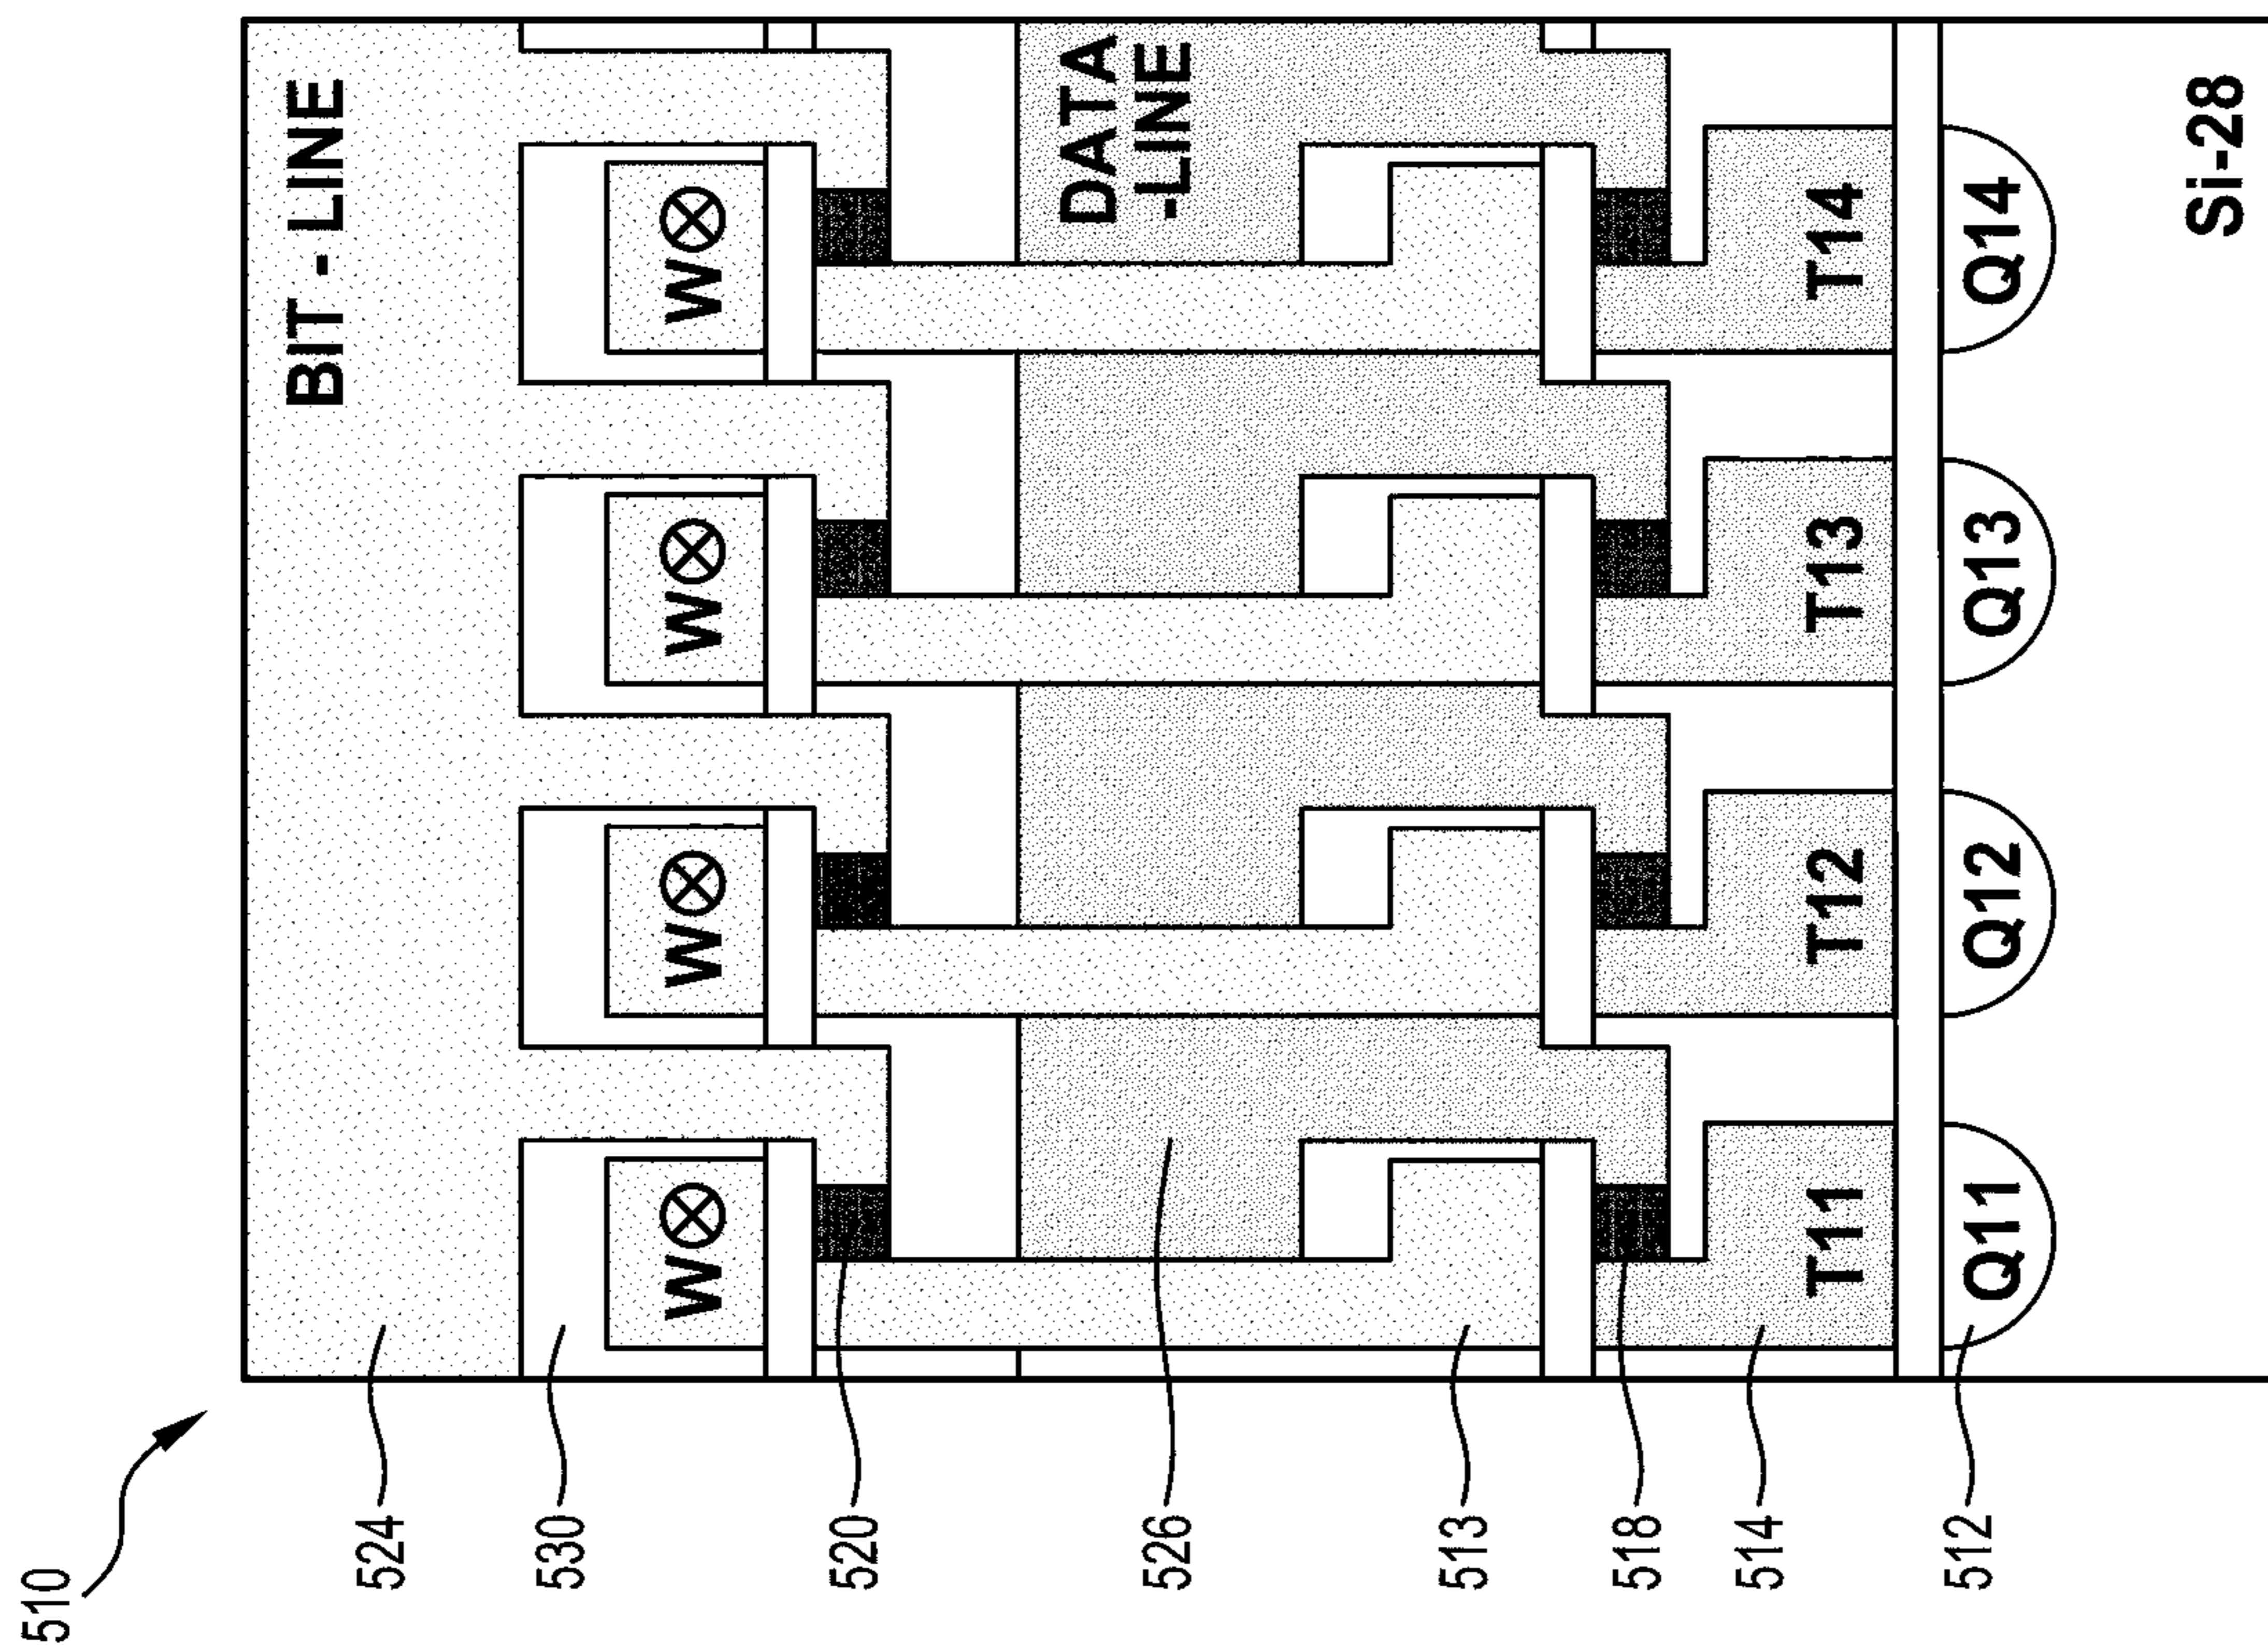 510
BIT - LINE
W
W
W
W
DATA
-LINE
T11
T12
T13
T14
Q11
Q12
Q13
Q14
Si-28
524
530
520
526
513
518
514
512